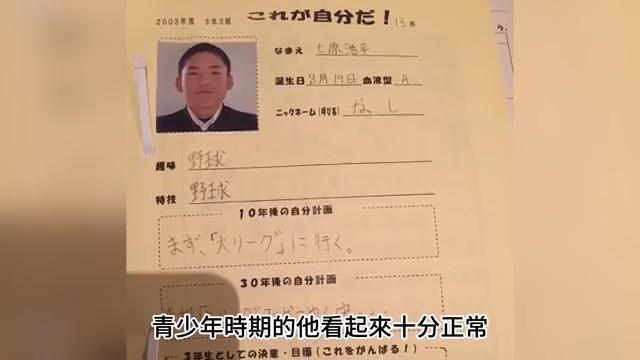 2003年度 3年3組 これが自分だ! 13番
なまえ 七原浩平
誕生日 8月19日 血液型 A
ニックネーム(呼び名) なし
趣味 野球
特技 野球
10年後の自分計画
まず、「大リーグ」に行く。
30年後の自分計画
青少年時期的他看起來十分正常
3年生としての決意・目標(これをがんばる!)